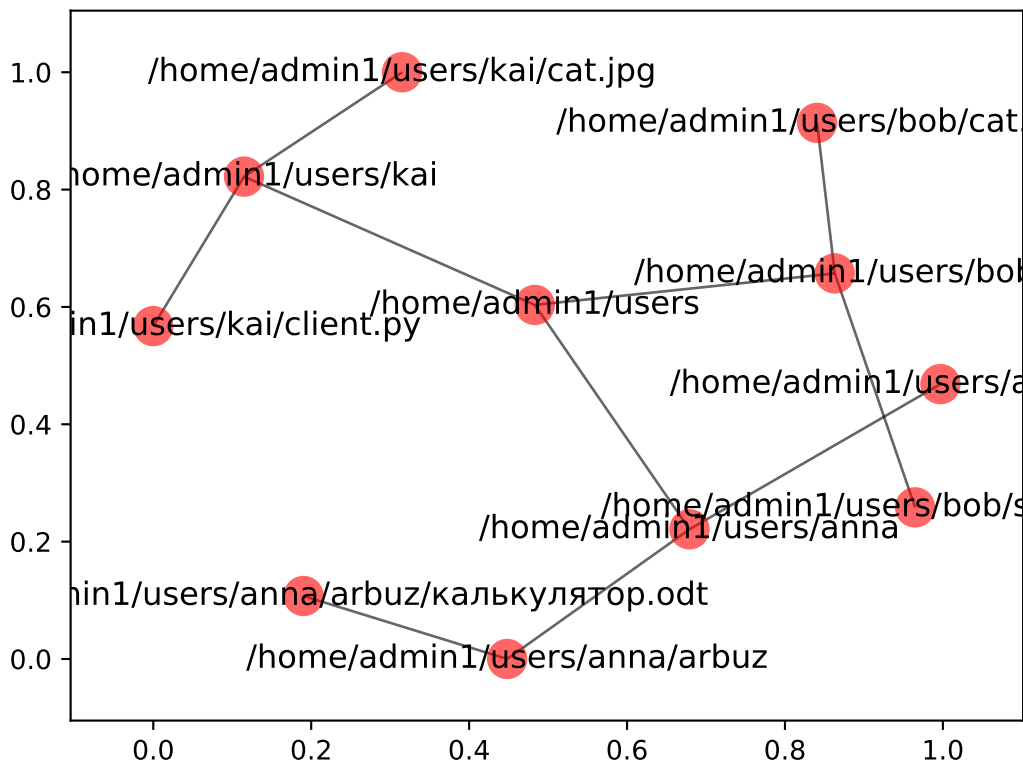 1.0
/home/admin1/users/kai/cat.jpg
/home/admin1/users/bob/cat.
home/admin1/users/kai
0.8
/home/admin1/users/bob
0.6
/home/admin1/users
in1/users/kai/client.py
/home/admin1/users/a
0.4
/home/admin1/users/bob/s
/home/admin1/users/anna
0.2
min1/users/anna/arbuz/калькулятор.odt
0.0
/home/admin1/users/anna/arbuz
0.0 0.2 0.4 0.6 0.8 1.0